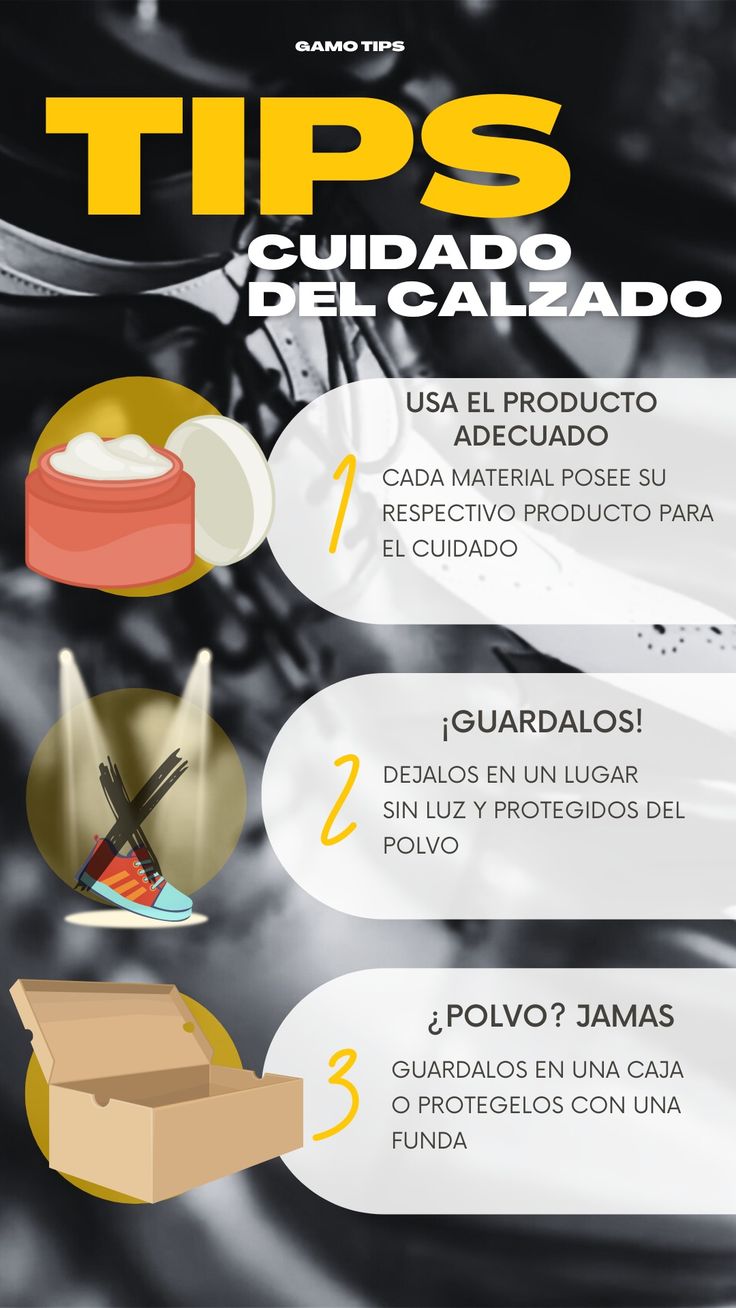 GAMO TIPS
TIPS
CUIDADO
DEL CALZADO
USA EL PRODUCTO
ADECUADO
1
CADA MATERIAL POSEE SU
RESPECTIVO PRODUCTO PARA
EL CUIDADO
¡GUARDALOS!
2
DEJALOS EN UN LUGAR
SIN LUZ Y PROTEGIDOS DEL
POLVO
¿POLVO? JAMAS
3
GUARDALOS EN UNA CAJA
O PROTEGELOS CON UNA
FUNDA